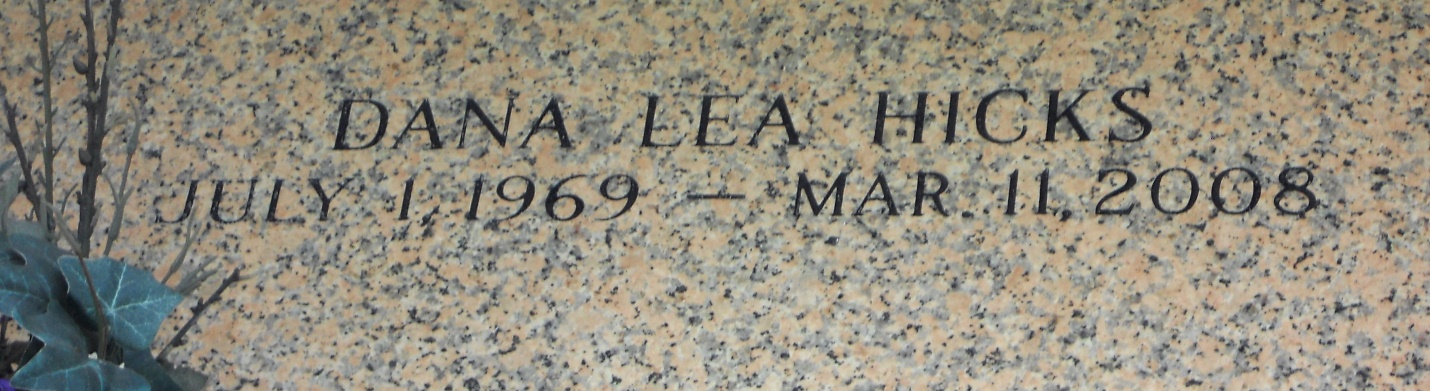 DANA LEA HICKS
JULY 1, 1969 — MAR. 11, 2008